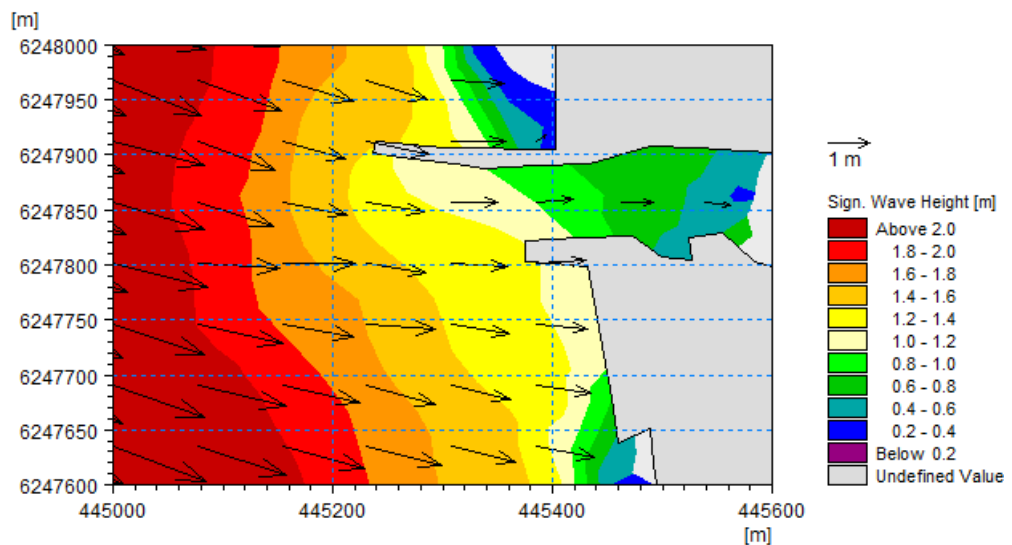 [m]
6248000
6247950
6247900
6247850
6247800
6247750
6247700
6247650
6247600
445000
445200
445400
445600
[m]
1 m
Sign. Wave Height [m]
Above 2.0
1.8 - 2.0
1.6 - 1.8
1.4 - 1.6
1.2 - 1.4
1.0 - 1.2
0.8 - 1.0
0.6 - 0.8
0.4 - 0.6
0.2 - 0.4
Below 0.2
Undefined Value